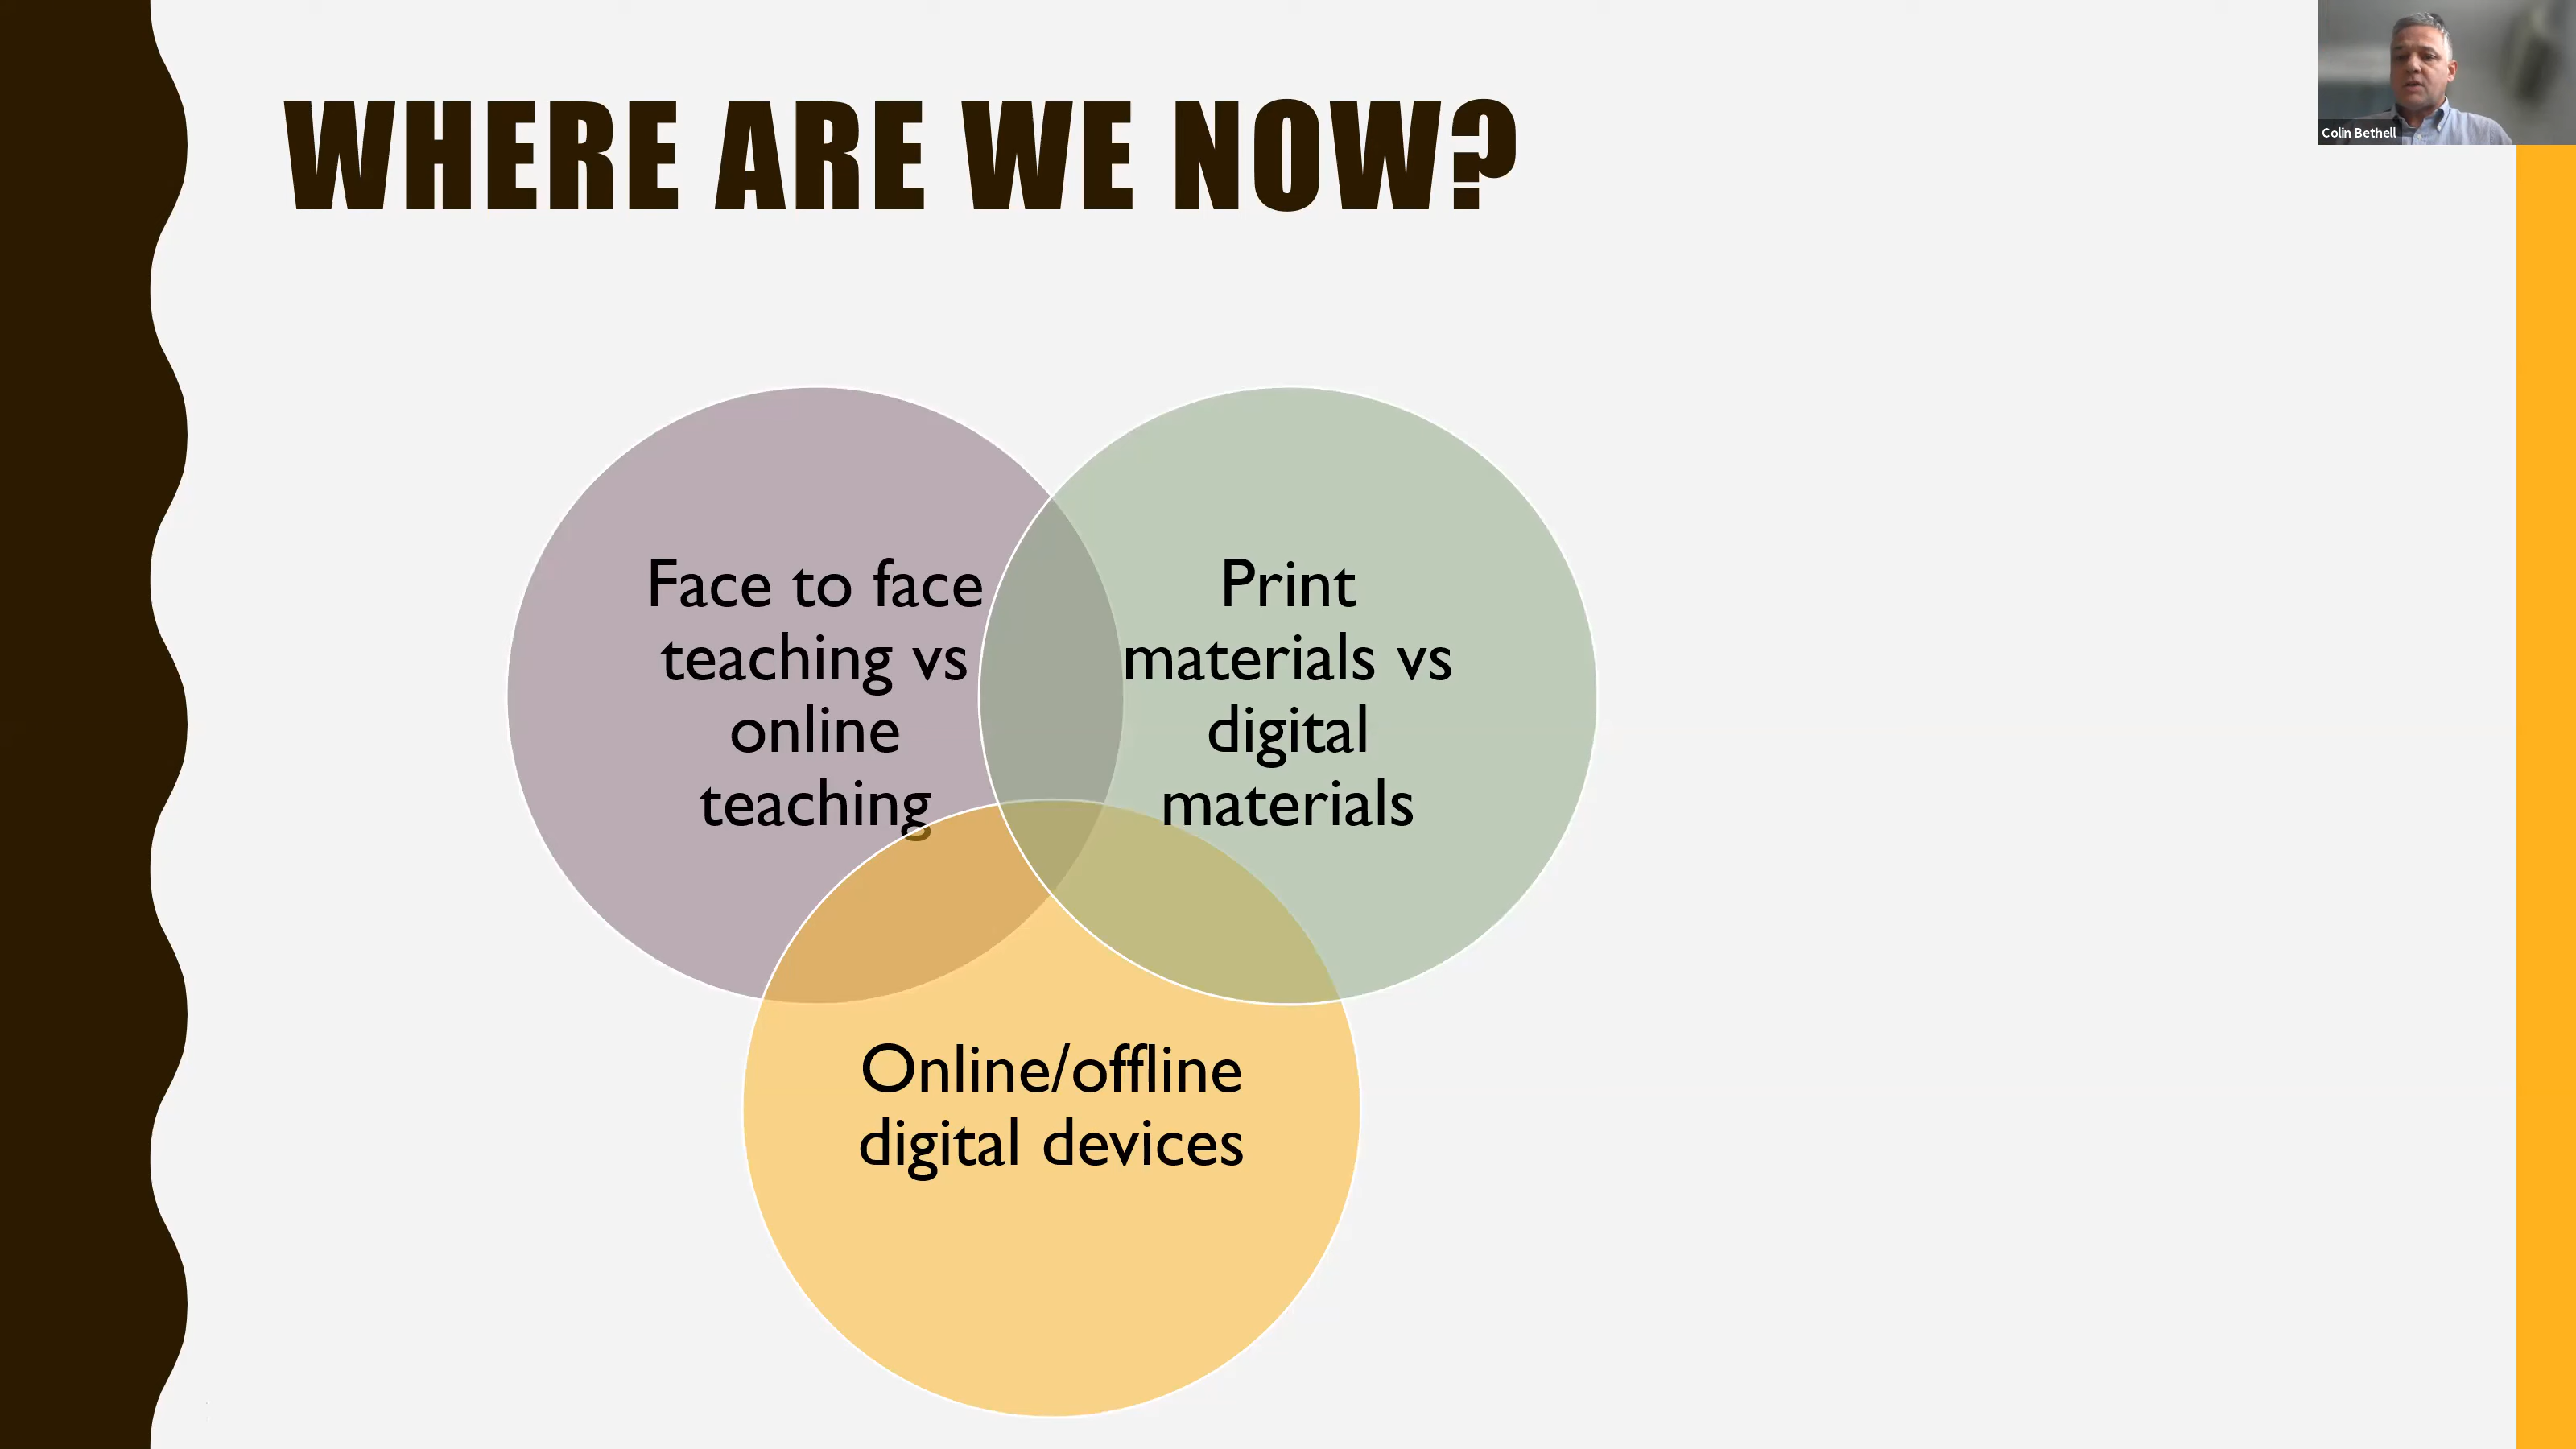 WHERE ARE WE NOW?
Colin Bethell
Face to face
teaching vs
online
teaching
Print
materials vs
digital
materials
Online/offline
digital devices